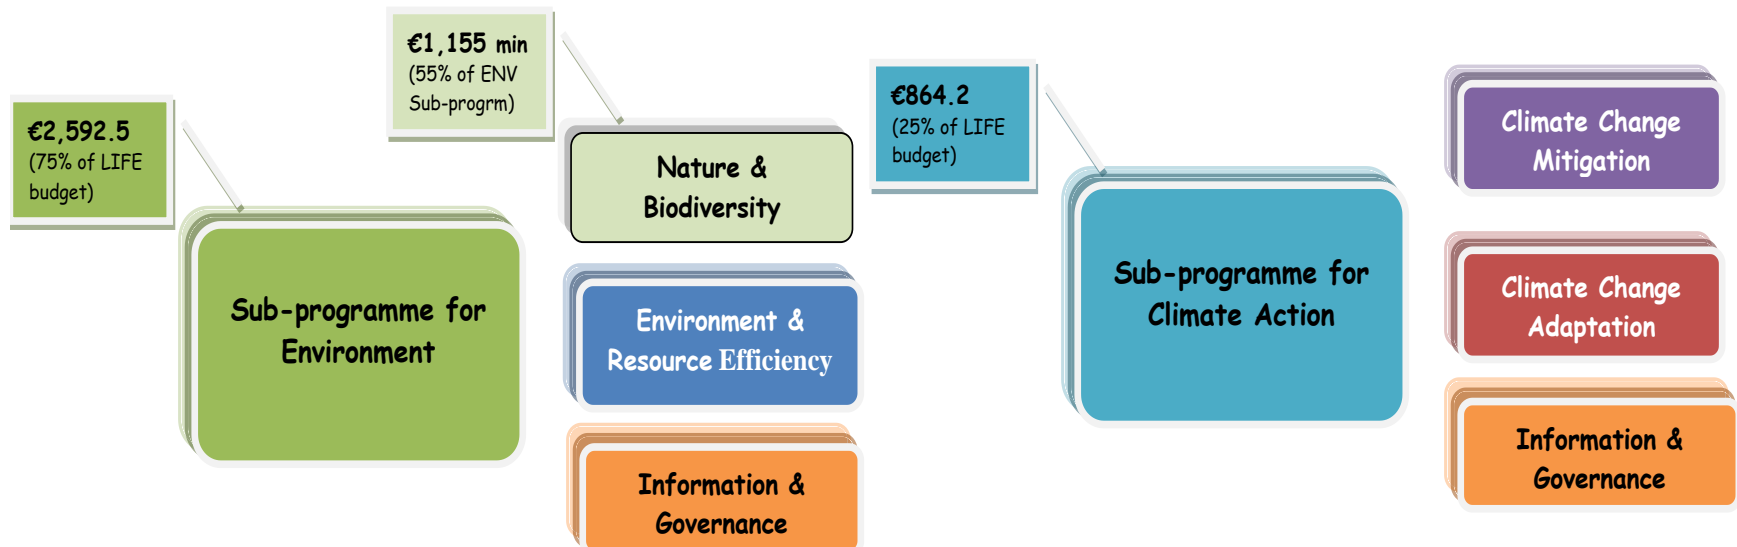 €2,592.5
(75% of LIFE
budget)
Sub-programme for
Environment
€1,155 min
(55% of ENV
Sub-progrm)
Nature &
Biodiversity
Environment &
Resource Efficiency
Information &
Governance
€864.2
(25% of LIFE
budget)
Sub-programme for
Climate Action
Climate Change
Mitigation
Climate Change
Adaptation
Information &
Governance